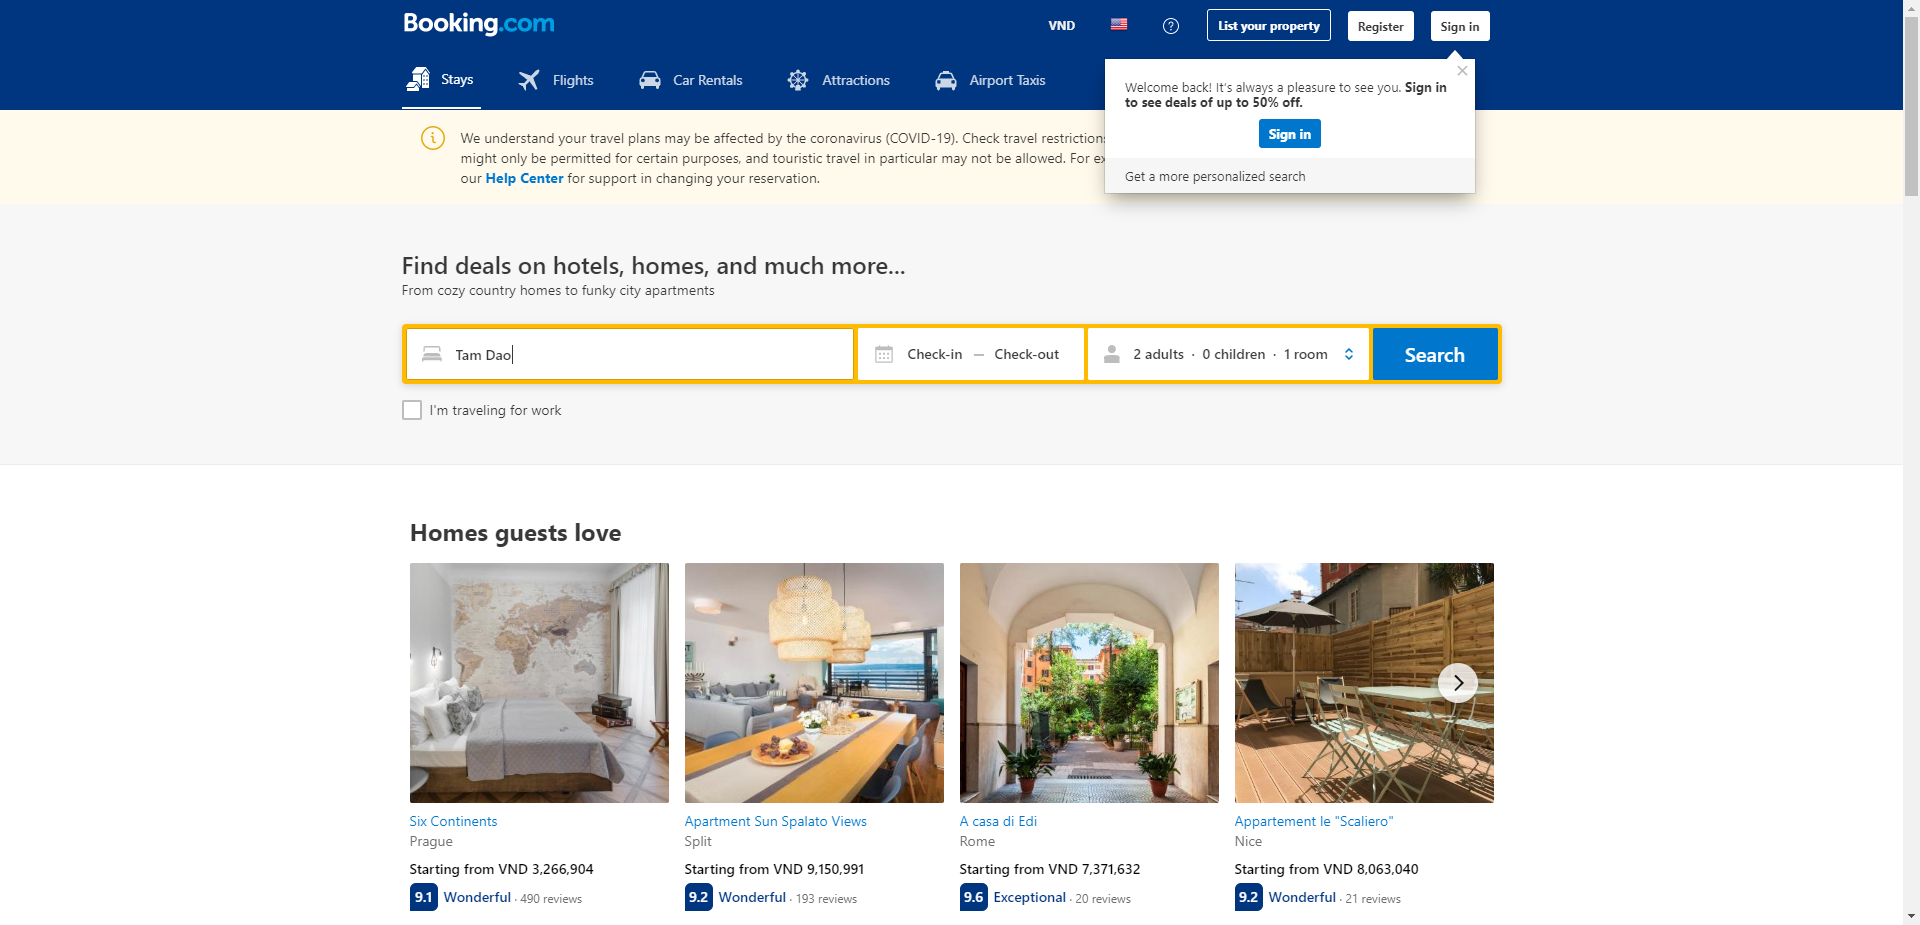 Booking.com
VND
List your property
Register
Sign in
Stays
Flights
Car Rentals
Attractions
Airport Taxis
Welcome back! It's always a pleasure to see you. Sign in
to see deals of up to 50% off.
Sign in
Get a more personalized search
We understand your travel plans may be affected by the coronavirus (COVID-19). Check travel restrictions
might only be permitted for certain purposes, and touristic travel in particular may not be allowed. For ex
our Help Center for support in changing your reservation.
Find deals on hotels, homes, and much more...
From cozy country homes to funky city apartments
Tam Dao
Check-in — Check-out
2 adults · 0 children · 1 room
Search
I'm traveling for work
Homes guests love
Six Continents
Prague
Starting from VND 3,266,904
9.1 Wonderful · 490 reviews
Apartment Sun Spalato Views
Split
Starting from VND 9,150,991
9.2 Wonderful · 193 reviews
A casa di Edi
Rome
Starting from VND 7,371,632
9.6 Exceptional · 20 reviews
Appartement le "Scaliero"
Nice
Starting from VND 8,063,040
9.2 Wonderful · 21 reviews